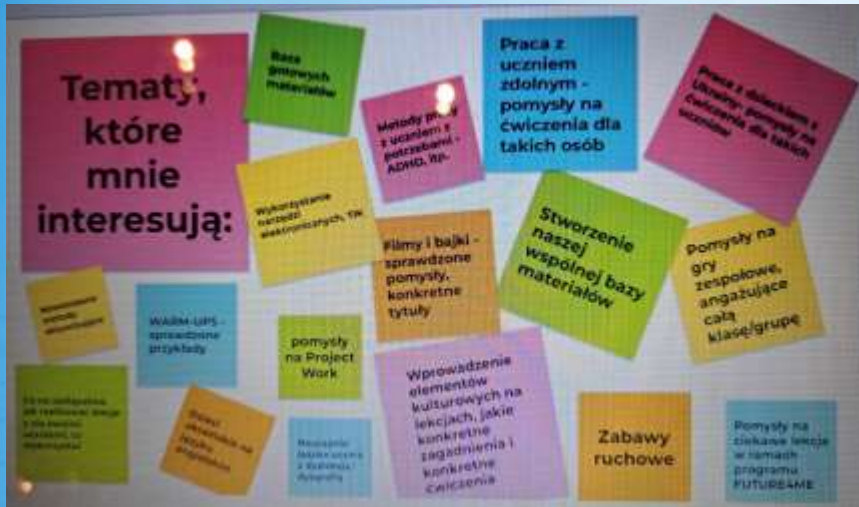 Tematy,
które
mnie
interesują:
Baza
gotowych
materiałów
Metody pracy
z uczniem z
potrzebami -
ADHD, itp.
Praca z
uczniem
zdolnym -
pomysły na
ćwiczenia dla
takich osób
Praca z dzieckiem z
Ukrainy: pomysły na
ćwiczenia dla takich
uczniów
Wykorzystanie
narzędzi
elektronicznych, TIK
Filmy i bajki -
sprawdzone
pomysły,
konkretne
tytuły
Stworzenie
naszej
wspólnej bazy
materiałów
Pomysły na
gry
zespołowe,
angażujące
całą
klasę/grupę
metody
WARM-UPS -
sprawdzone
przykłady
pomysły
na Project
Work
Wprowadzenie
elementów
kulturowych na
lekcjach, jakie
konkretne
zagadnienia i
konkretne
ćwiczenia
Zabawy
ruchowe
Pomysły na
ciekawe lekcje
w ramach
programu
FUTURE4ME